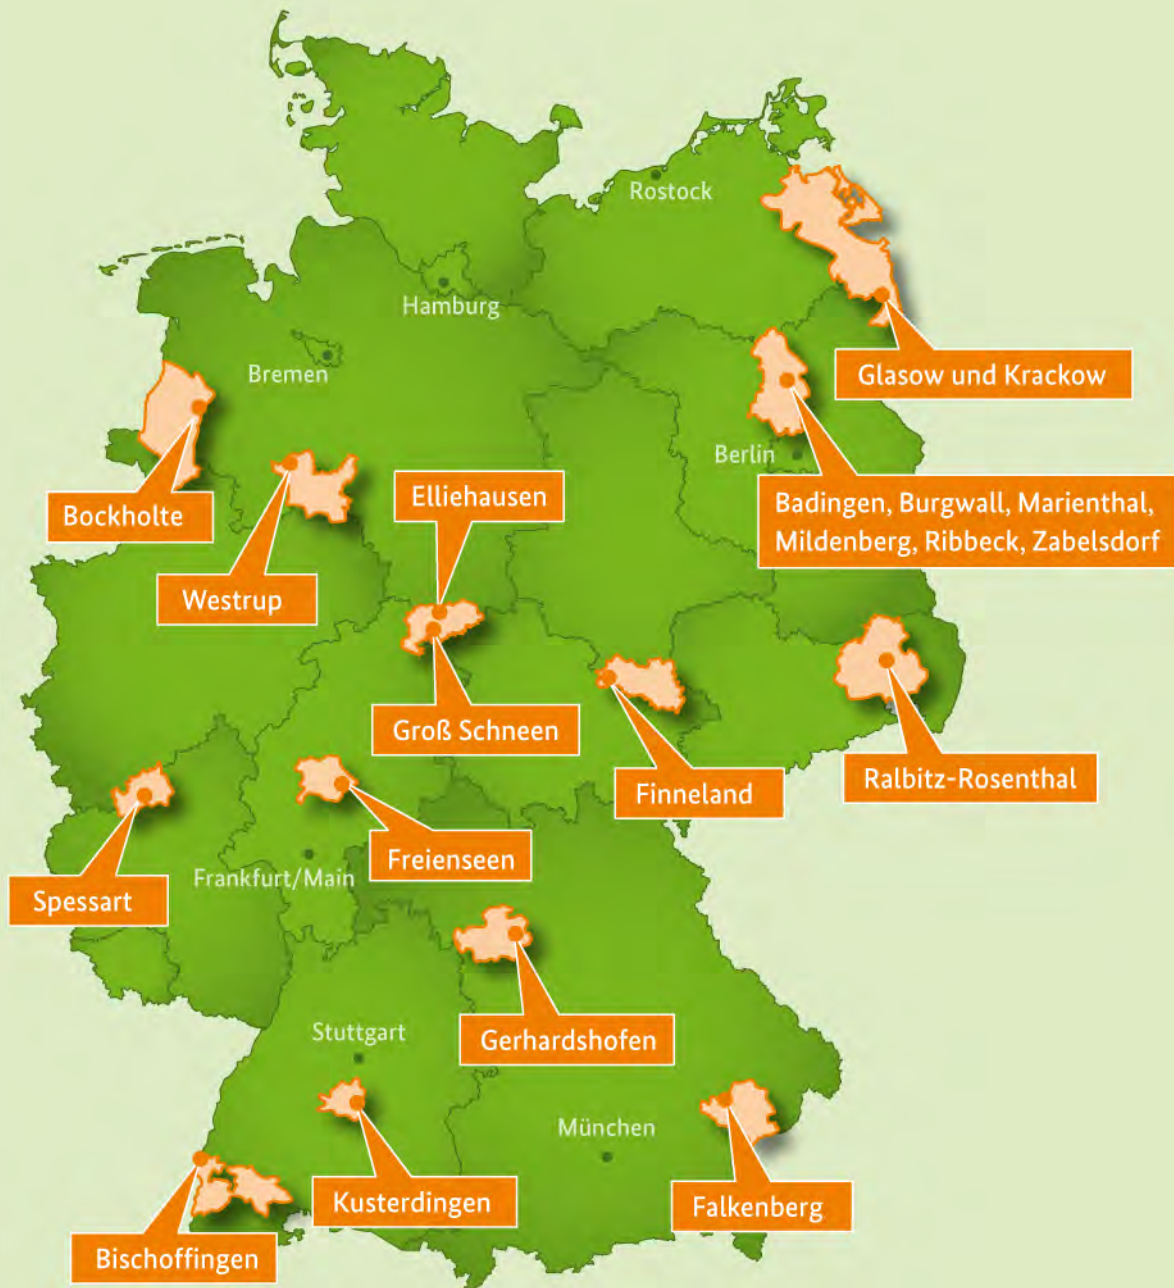 Rostock
Hamburg
Glasow und Krackow
Bremen
Berlin
Elliehausen
Badingen, Burgwall, Marienthal,
Mildenberg, Ribbeck, Zabelsdorf
Bockholte
Westrup
Groß Schneen
Ralbitz-Rosenthal
Finneland
Freienseen
Frankfurt/Main
Spessart
Stuttgart
Gerhardshofen
München
Kusterdingen
Falkenberg
Bischoffingen